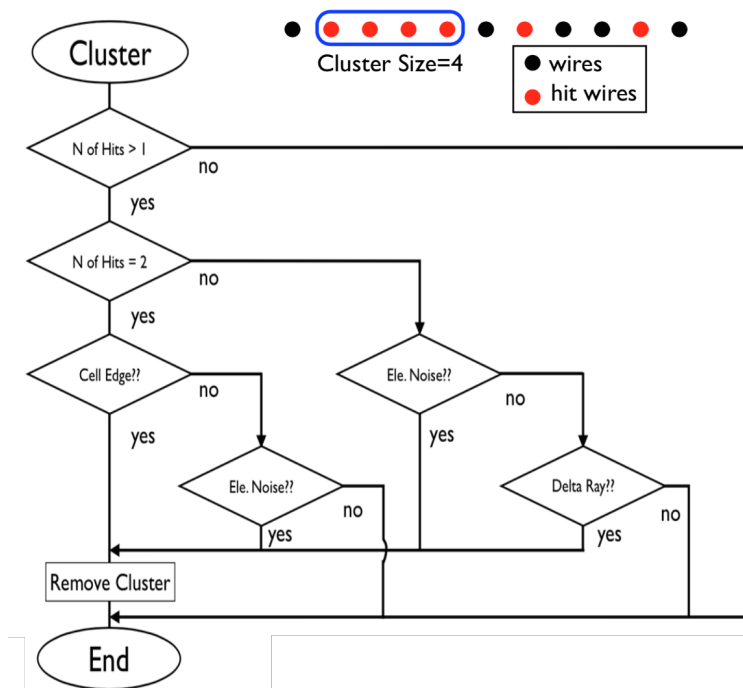 Cluster
Cluster Size=4
wires
hit wires
N of Hits > 1
no
yes
N of Hits = 2
no
yes
Cell Edge??
no
yes
Ele. Noise??
no
yes
Ele. Noise??
no
yes
Delta Ray??
no
yes
Remove Cluster
End